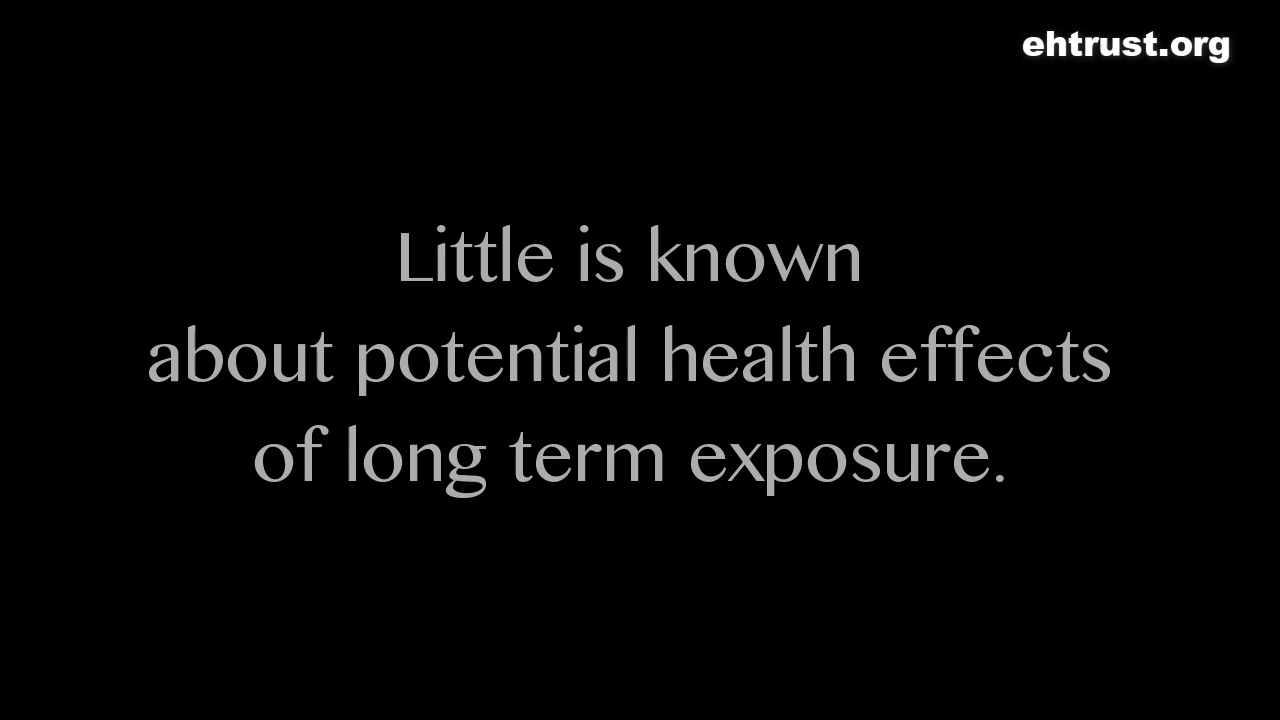 ehtrust.org
Little is known
about potential health effects
of long term exposure.